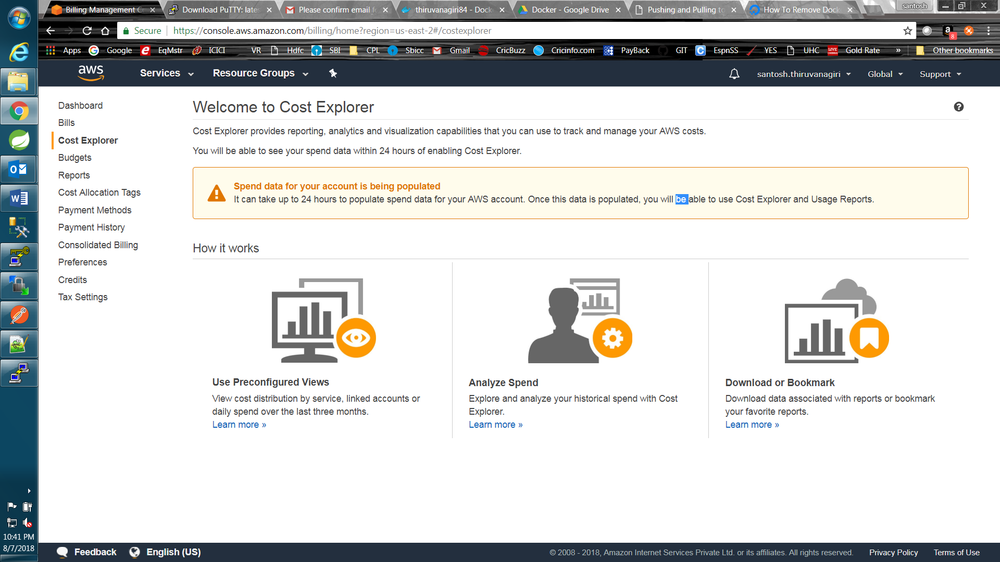 Billing Management C
Download PuTTY: lates
Please confirm email f
thiruvanagiri84 - Dock
Docker - Google Drive
Pushing and Pulling to
How To Remove Dock
santosh
Secure
https://console.aws.amazon.com/billing/home?region=us-east-2#/costexplorer
8
Apps Google EqMstr ICICI VR Hdfc SBI CPL Sbicc Gmail CricBuzz Cricinfo.com PayBack GIT EspnSS YES UHC Gold Rate » Other bookmarks
aws Services Resource Groups santosh.thiruvanagiri Global Support
Dashboard
Bills
Cost Explorer
Budgets
Reports
Cost Allocation Tags
Payment Methods
Payment History
Consolidated Billing
Preferences
Credits
Tax Settings
Welcome to Cost Explorer
Cost Explorer provides reporting, analytics and visualization capabilities that you can use to track and manage your AWS costs.
You will be able to see your spend data within 24 hours of enabling Cost Explorer.
Spend data for your account is being populated
It can take up to 24 hours to populate spend data for your AWS account. Once this data is populated, you will be able to use Cost Explorer and Usage Reports.
How it works
Use Preconfigured Views
View cost distribution by service, linked accounts or
daily spend over the last three months.
Learn more »
Analyze Spend
Explore and analyze your historical spend with Cost
Explorer.
Learn more »
Download or Bookmark
Download data associated with reports or bookmark
your favorite reports.
Learn more »
10:41 PM
8/7/2018
Feedback English (US) © 2008 - 2018, Amazon Internet Services Private Ltd. or its affiliates. All rights reserved. Privacy Policy Terms of Use